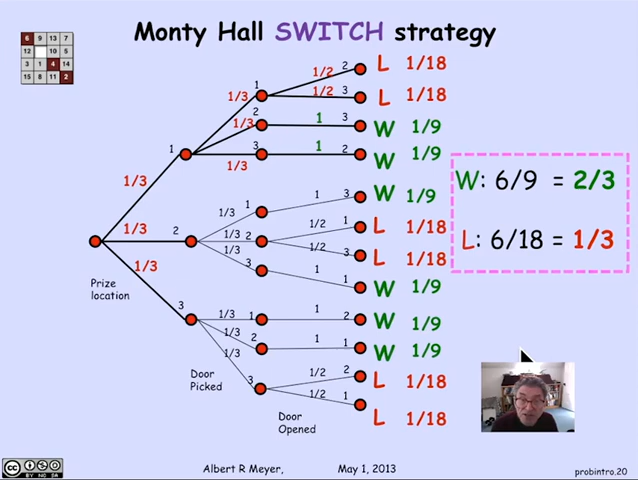 Monty Hall SWITCH strategy
6 9 13 7
12 10 5
3 1 4 14
15 8 11 2
1/2 2 L 1/18
1
1/3 1/2 3 L 1/18
2 1 3 W 1/9
1/3
1 3 1 2 W 1/9
1/3
1/3
W: 6/9 = 2/3
1 1 3 W 1/9
1/3
1/3 2 1/3 2 1/2 1 L 1/18
L: 6/18 = 1/3
1/3 1/2 3 L 1/18
1/3 3 1 1 W 1/9
Prize
location
3 1/3 1 1 2 W 1/9
1/3 2 1 1 W 1/9
1/3
Door
Picked
3 1/2 2 L 1/18
1/2 1 L 1/18
Door
Opened
cc BY NC SA
Albert R Meyer, May 1, 2013
probintro.20